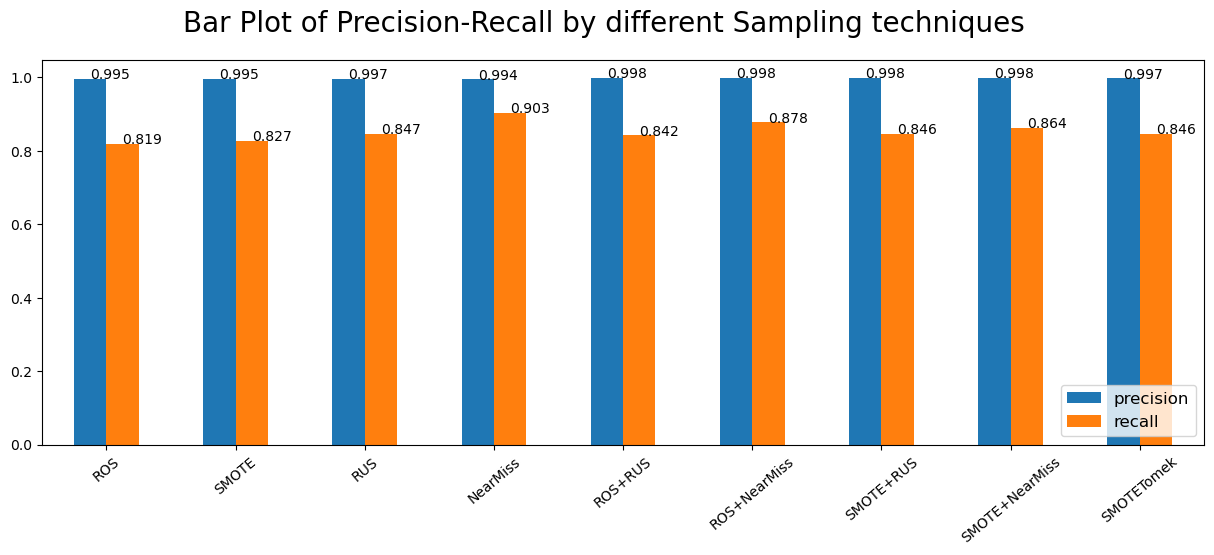 Bar Plot of Precision-Recall by different Sampling techniques
1.0
0.8
0.6
0.4
0.2
0.0
0.995
0.819
0.995
0.827
0.997
0.847
0.994
0.903
0.998
0.842
0.998
0.878
0.998
0.846
0.998
0.864
0.997
0.846
precision
recall
ROS
SMOTE
RUS
NearMiss
ROS+RUS
ROS+NearMiss
SMOTE+RUS
SMOTE+NearMiss
SMOTETomek